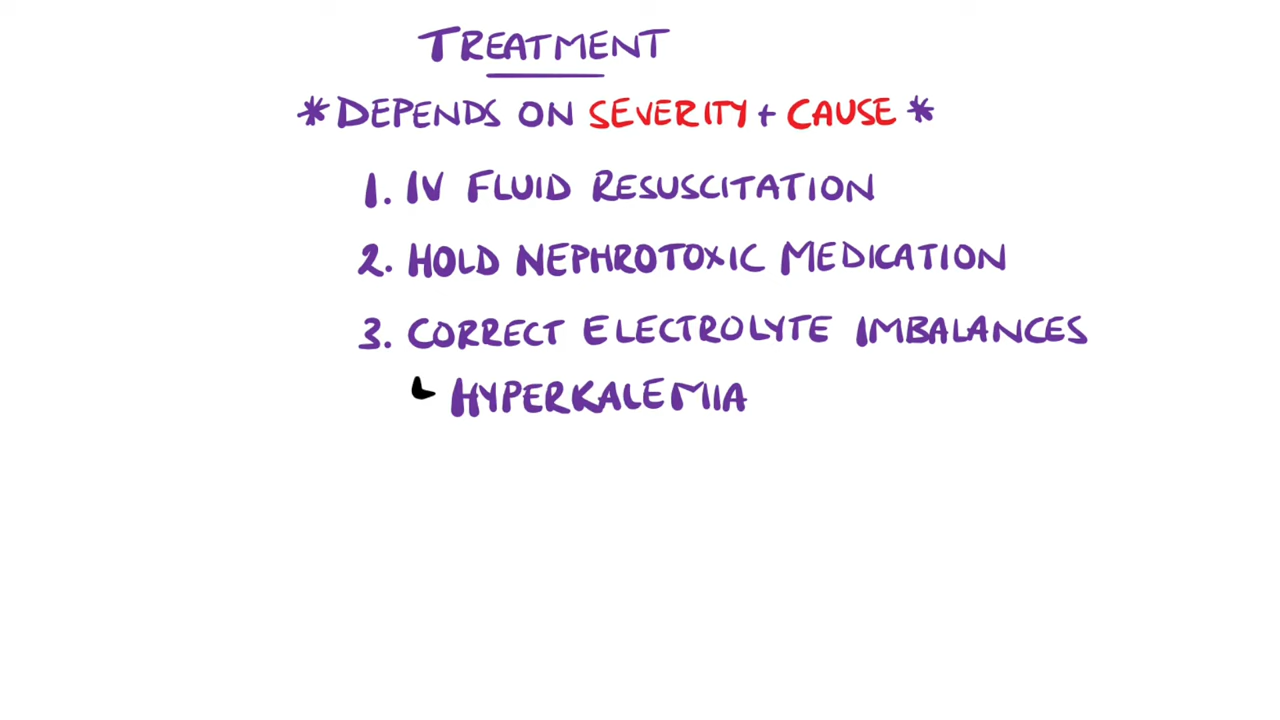 TREATMENT
*DEPENDS ON SEVERITY + CAUSE*
1. IV FLUID RESUSCITATION
2. HOLD NEPHROTOXIC MEDICATION
3. CORRECT ELECTROLYTE IMBALANCES
HYPERKALEMIA